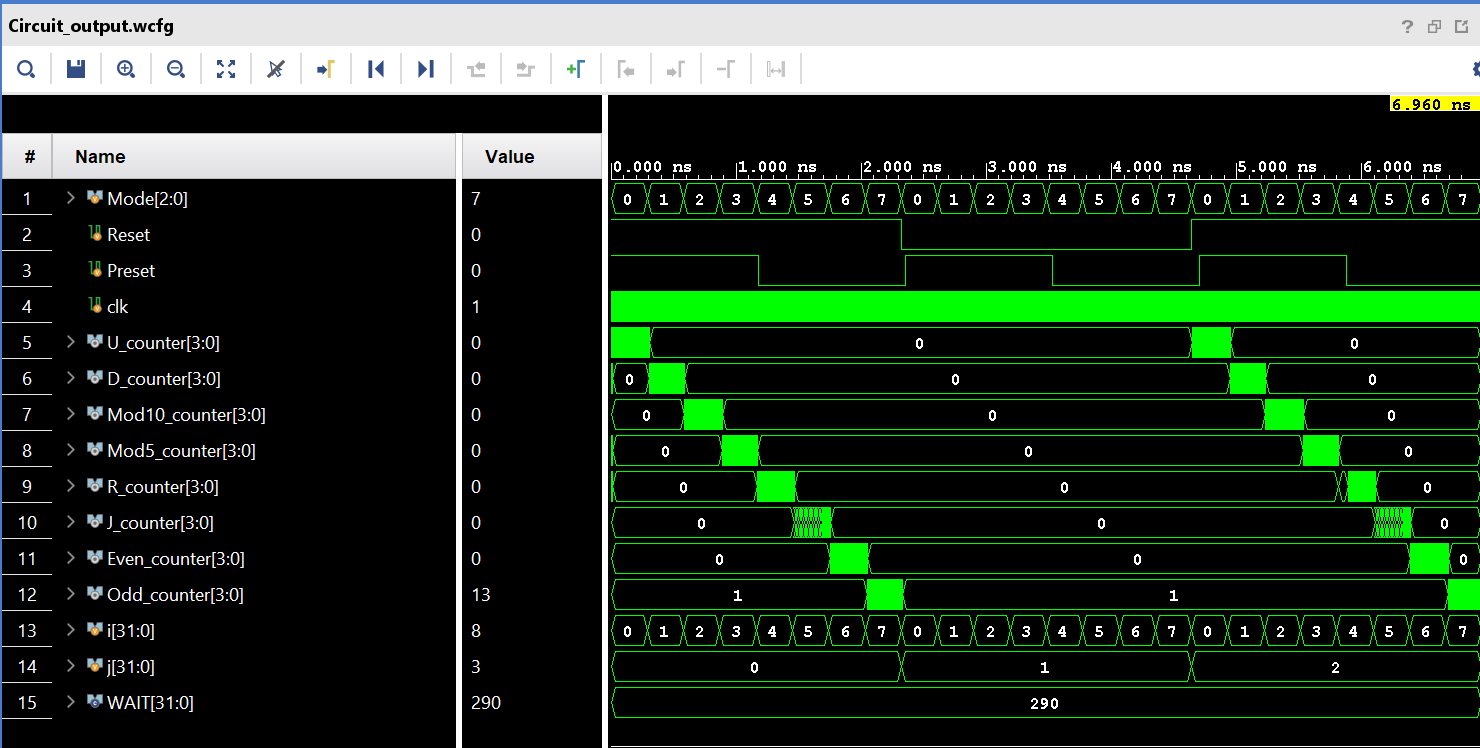 Circuit_output.wcfg
?
6.960 ns
# Name Value
0.000 ns 1.000 ns 2.000 ns 3.000 ns 4.000 ns 5.000 ns 6.000 ns
1 Mode[2:0] 7 0 1 2 3 4 5 6 7 0 1 2 3 4 5 6 7 0 1 2 3 4 5 6 7
2 Reset 0
3 Preset 0
4 clk 1
5 U_counter[3:0] 0 0 0
6 D_counter[3:0] 0 0 0 0
7 Mod10_counter[3:0] 0 0 0 0
8 Mod5_counter[3:0] 0 0 0 0
9 R_counter[3:0] 0 0 0 0
10 J_counter[3:0] 0 0 0 0
11 Even_counter[3:0] 0 0 0 0
12 Odd_counter[3:0] 13 1 1
13 i[31:0] 8 0 1 2 3 4 5 6 7 0 1 2 3 4 5 6 7 0 1 2 3 4 5 6 7
14 j[31:0] 3 0 1 2
15 WAIT[31:0] 290 290